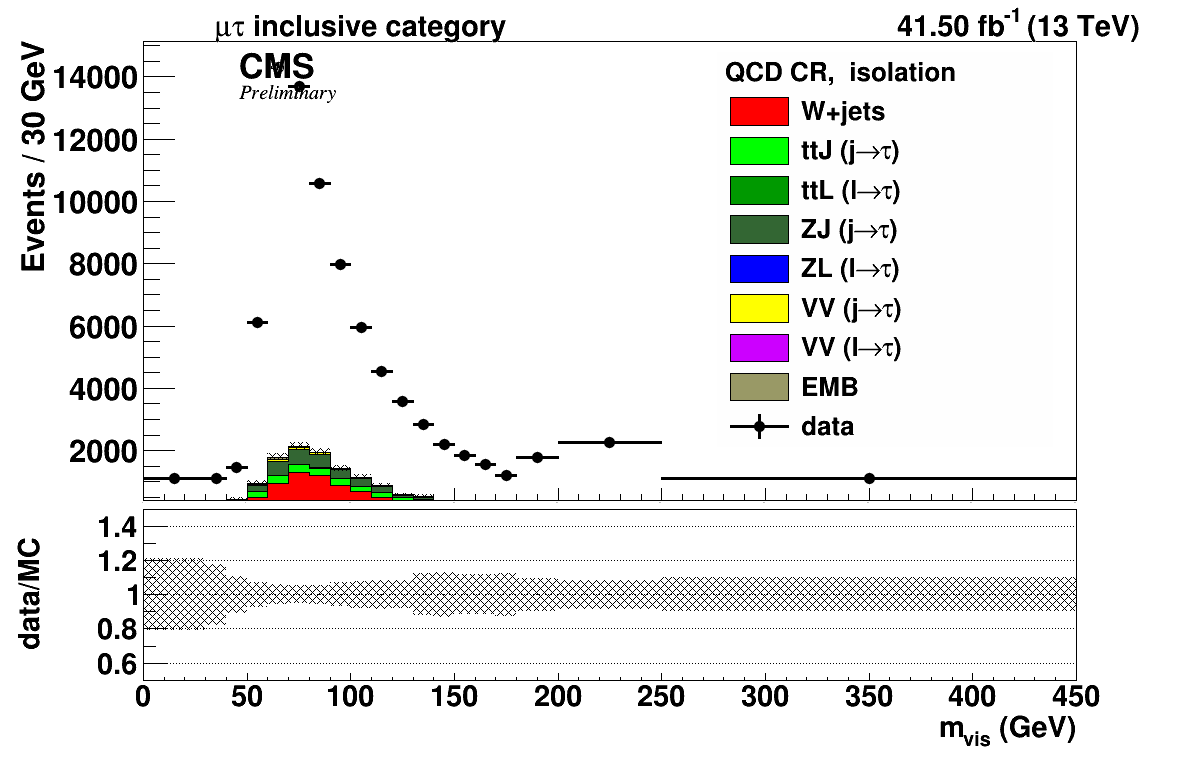 μτ inclusive category
41.50 fb-1 (13 TeV)
CMS
Preliminary
Events / 30 GeV
14000
12000
10000
8000
6000
4000
2000
QCD CR, isolation
W+jets
ttJ (j→τ)
ttL (l→τ)
ZJ (j→τ)
ZL (l→τ)
VV (j→τ)
VV (l→τ)
EMB
data
data/MC
1.4
1.2
1
0.8
0.6
0 50 100 150 200 250 300 350 400 450
mvis (GeV)